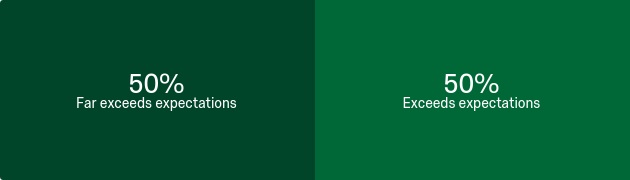 50%
Far exceeds expectations
50%
Exceeds expectations